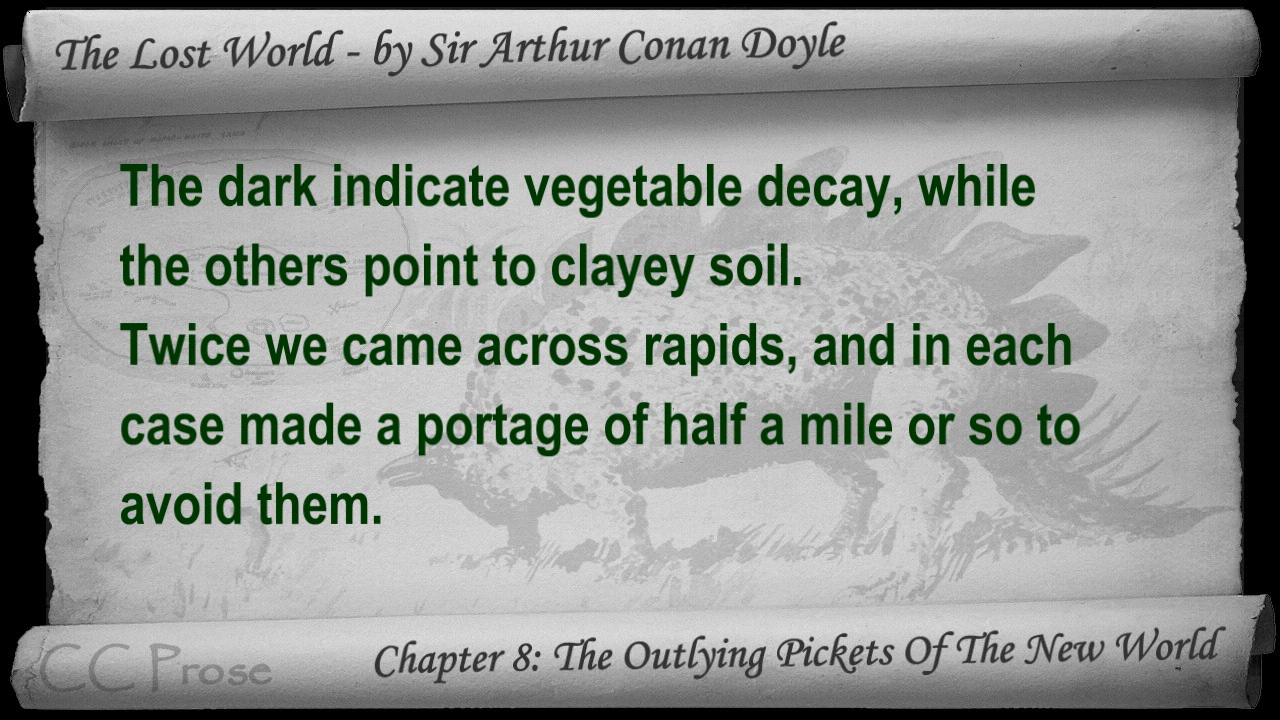 The Lost World - by Sir Arthur Conan Doyle
The dark indicate vegetable decay, while
the others point to clayey soil.
Twice we came across rapids, and in each
case made a portage of half a mile or so to
avoid them.
CC Prose
Chapter 8: The Outlying Pickets Of The New World